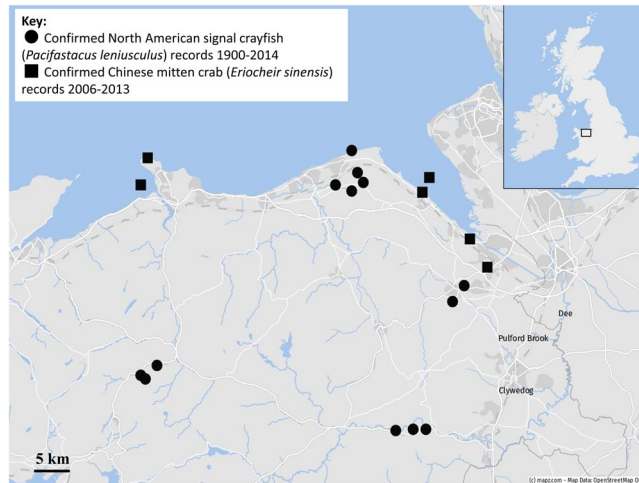 Key:
Confirmed North American signal crayfish
(Pacifastacus leniusculus) records 1900-2014
Confirmed Chinese mitten crab (Eriocheir sinensis)
records 2006-2013
Dee
Pulford Brook
Clywedog
5 km
(c) mapz.com - Map Data: OpenStreetMap